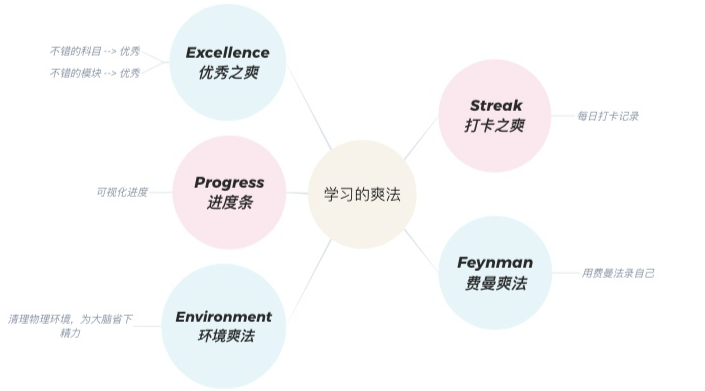 不错的科目 --> 优秀
不错的模块 --> 优秀
Excellence
优秀之爽
Progress
进度条
可视化进度
Environment
环境爽法
清理物理环境，为大脑省下
精力
学习的爽法
Streak
打卡之爽
每日打卡记录
Feynman
费曼爽法
用费曼法录自己